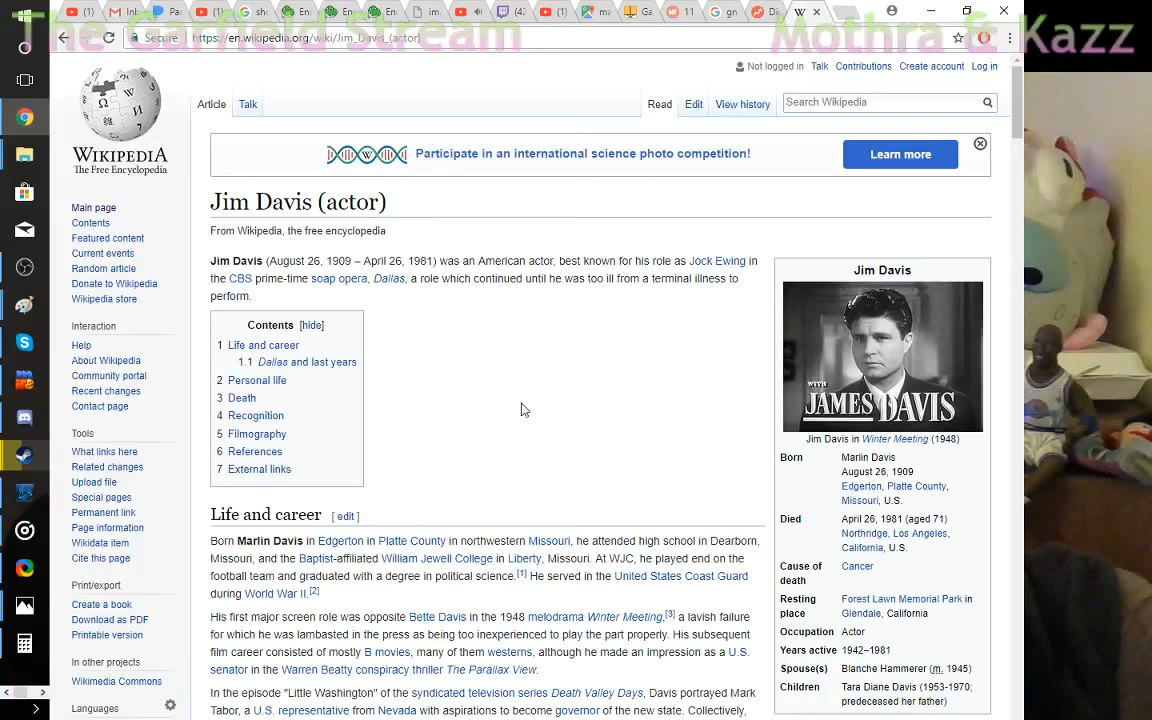 The Garfield Stream
Mothra & Kazz
Secure
https://en.wikipedia.org/wiki/Jim_Davis_(actor)
Not logged in Talk Contributions Create account Log in
Article Talk
Read Edit View history
Search Wikipedia
WIKIPEDIA
The Free Encyclopedia
Participate in an international science photo competition!
Learn more
Main page
Contents
Featured content
Current events
Random article
Donate to Wikipedia
Wikipedia store
Interaction
Help
About Wikipedia
Community portal
Recent changes
Contact page
Tools
What links here
Related changes
Upload file
Special pages
Permanent link
Page information
Wikidata item
Cite this page
Print/export
Create a book
Download as PDF
Printable version
In other projects
Wikimedia Commons
Languages
Jim Davis (actor)
From Wikipedia, the free encyclopedia
Jim Davis (August 26, 1909 – April 26, 1981) was an American actor, best known for his role as Jock Ewing in
the CBS prime-time soap opera, Dallas, a role which continued until he was too ill from a terminal illness to
perform.
Contents [hide]
1 Life and career
1.1 Dallas and last years
2 Personal life
3 Death
4 Recognition
5 Filmography
6 References
7 External links
Life and career [ edit ]
Born Marlin Davis in Edgerton in Platte County in northwestern Missouri, he attended high school in Dearborn,
Missouri, and the Baptist-affiliated William Jewell College in Liberty, Missouri. At WJC, he played end on the
football team and graduated with a degree in political science.[1] He served in the United States Coast Guard
during World War II.[2]
His first major screen role was opposite Bette Davis in the 1948 melodrama Winter Meeting,[3] a lavish failure
for which he was lambasted in the press as being too inexperienced to play the part properly. His subsequent
film career consisted of mostly B movies, many of them westerns, although he made an impression as a U.S.
senator in the Warren Beatty conspiracy thriller The Parallax View.
In the episode "Little Washington" of the syndicated television series Death Valley Days, Davis portrayed Mark
Tabor, a U.S. representative from Nevada with aspirations to become governor of the new state. Collectively,
Jim Davis
WITH
JAMES DAVIS
Jim Davis in Winter Meeting (1948)
Born Marlin Davis
August 26, 1909
Edgerton, Platte County,
Missouri, U.S.
Died April 26, 1981 (aged 71)
Northridge, Los Angeles,
California, U.S.
Cause of Cancer
death
Resting Forest Lawn Memorial Park in
place Glendale, California
Occupation Actor
Years active 1942–1981
Spouse(s) Blanche Hammerer (m. 1945)
Children Tara Diane Davis (1953-1970;
predeceased her father)